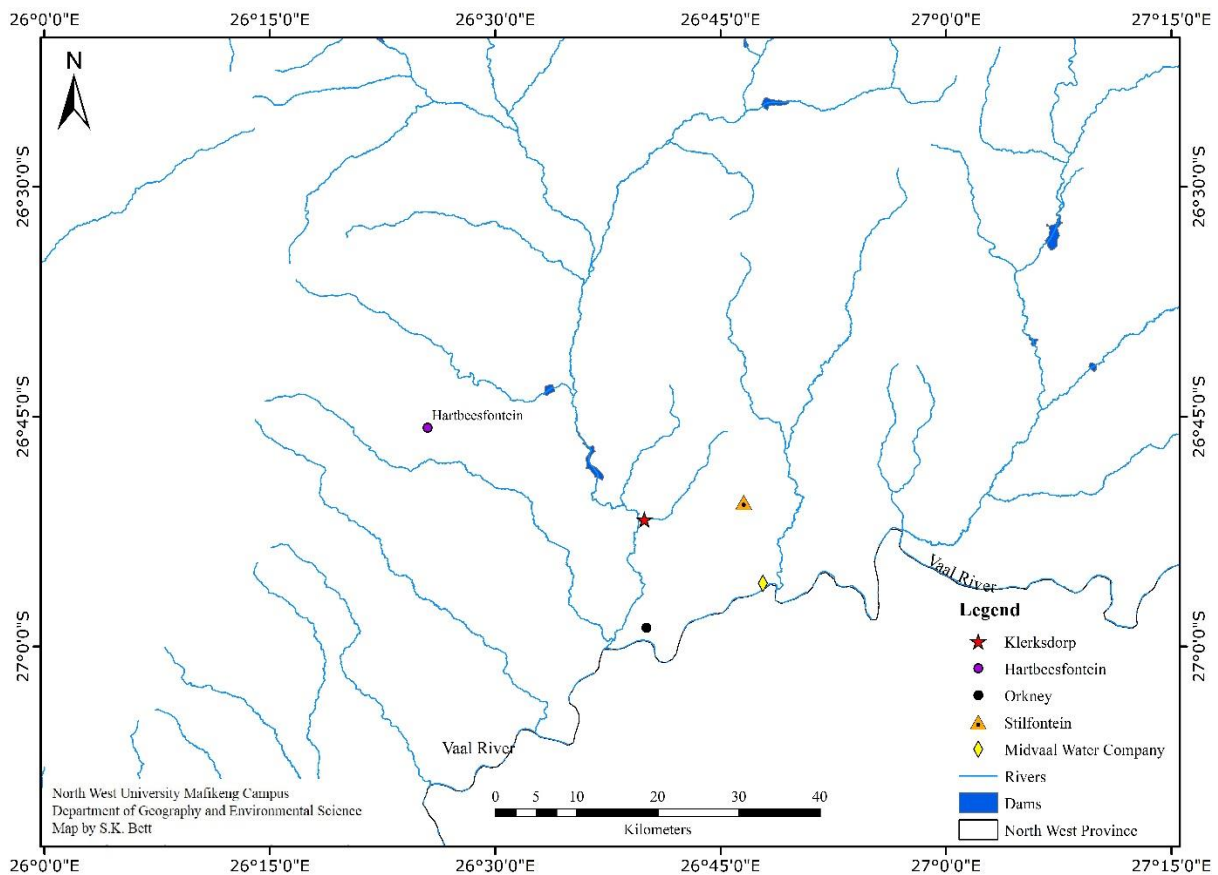 26°0'0"E 26°15'0"E 26°30'0"E 26°45'0"E 27°0'0"E 27°15'0"E
N
26°30'0"S 26°30'0"S
26°45'0"S 26°45'0"S
Hartbeesfontein
Vaal River
27°0'0"S 27°0'0"S
Legend
Klerksdorp
Hartbeesfontein
Orkney
Stilfontein
Midvaal Water Company
Rivers
Dams
North West Province
Vaal River
North West University Mafikeng Campus
Department of Geography and Environmental Science
Map by S.K. Bett
0 5 10 20 30 40
Kilometers
26°0'0"E 26°15'0"E 26°30'0"E 26°45'0"E 27°0'0"E 27°15'0"E